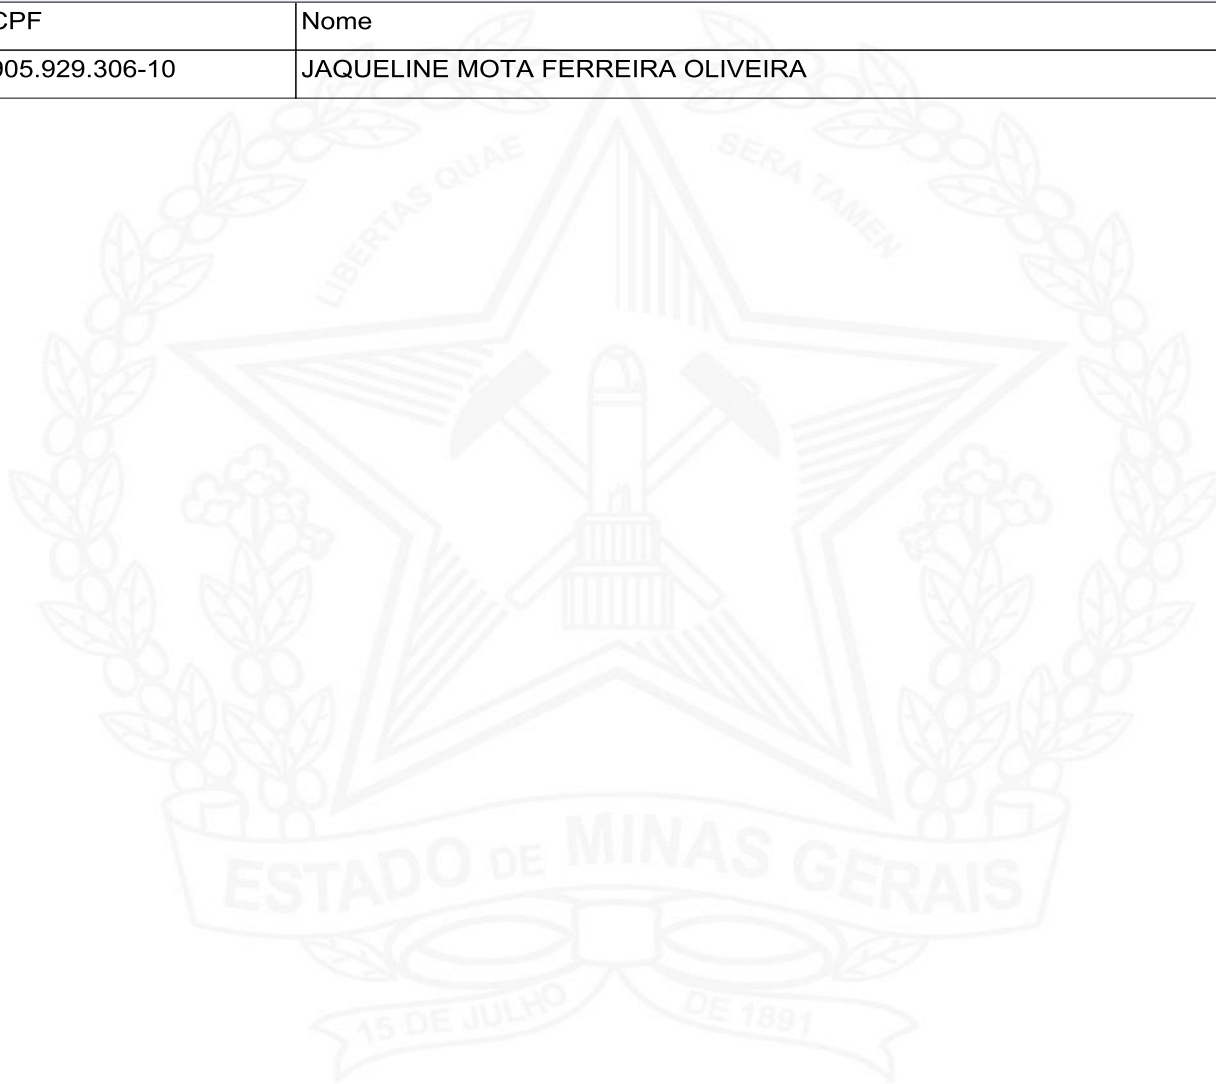 CPF Nome
905.929.306-10 JAQUELINE MOTA FERREIRA OLIVEIRA
LIBERTAS QUAE SERA TAMEN
ESTADO DE MINAS GERAIS
15 DE JULHO DE 1891